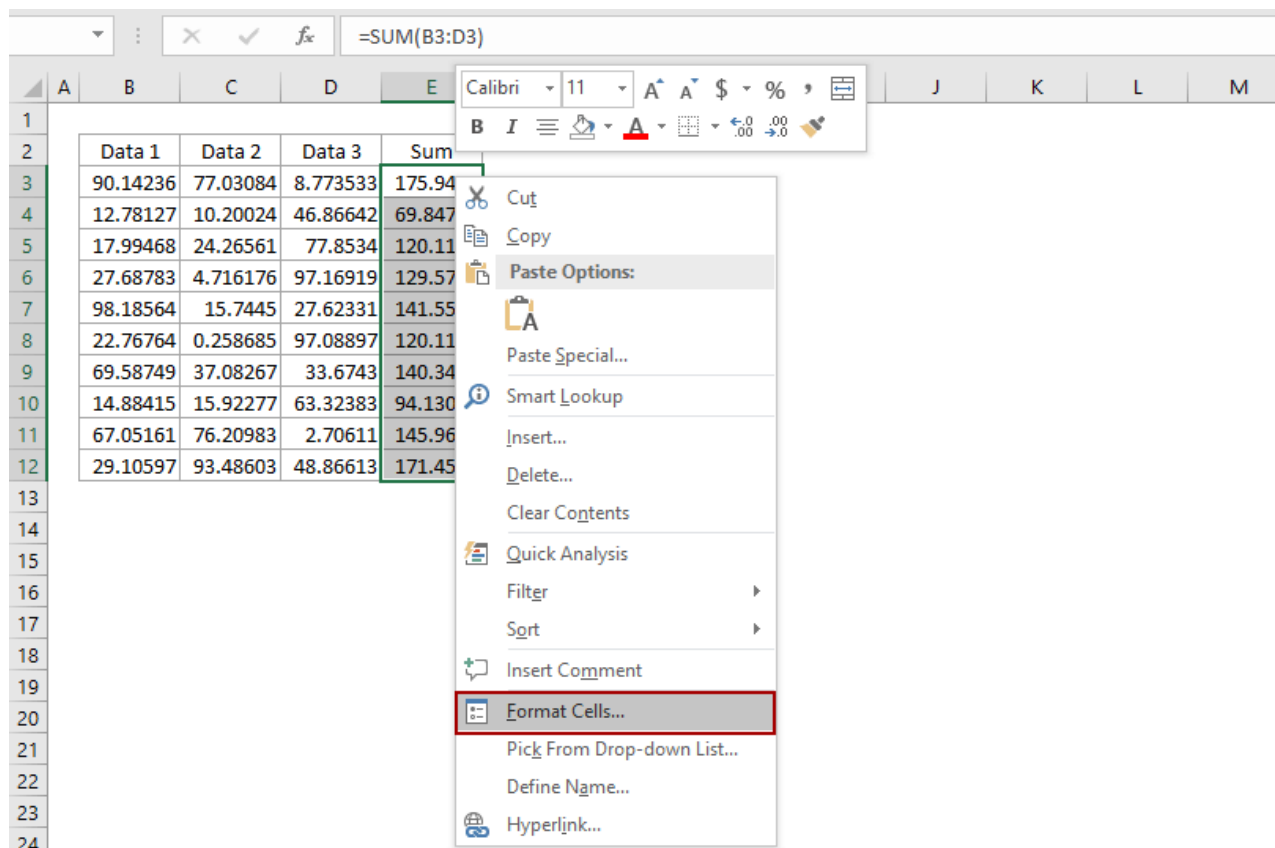 =SUM(B3:D3)
A B C D E J K L M
Calibri 11 A A $ % ,
B I A .00 .00
1
2 Data 1 Data 2 Data 3 Sum
3 90.14236 77.03084 8.773533 175.94
4 12.78127 10.20024 46.86642 69.847
5 17.99468 24.26561 77.8534 120.11
6 27.68783 4.716176 97.16919 129.57
7 98.18564 15.7445 27.62331 141.55
8 22.76764 0.258685 97.08897 120.11
9 69.58749 37.08267 33.6743 140.34
10 14.88415 15.92277 63.32383 94.130
11 67.05161 76.20983 2.70611 145.96
12 29.10597 93.48603 48.86613 171.45
13
14
15
16
17
18
19
20
21
22
23
24
Cut
Copy
Paste Options:
Paste Special...
Smart Lookup
Insert...
Delete...
Clear Contents
Quick Analysis
Filter
Sort
Insert Comment
Format Cells...
Pick From Drop-down List...
Define Name...
Hyperlink...